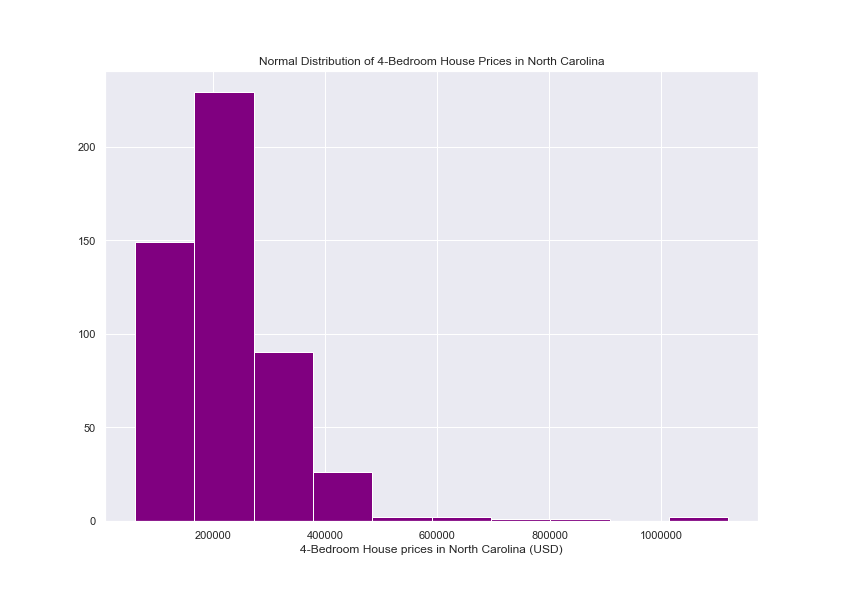 Normal Distribution of 4-Bedroom House Prices in North Carolina
200
150
100
50
0
200000 400000 600000 800000 1000000
4-Bedroom House prices in North Carolina (USD)